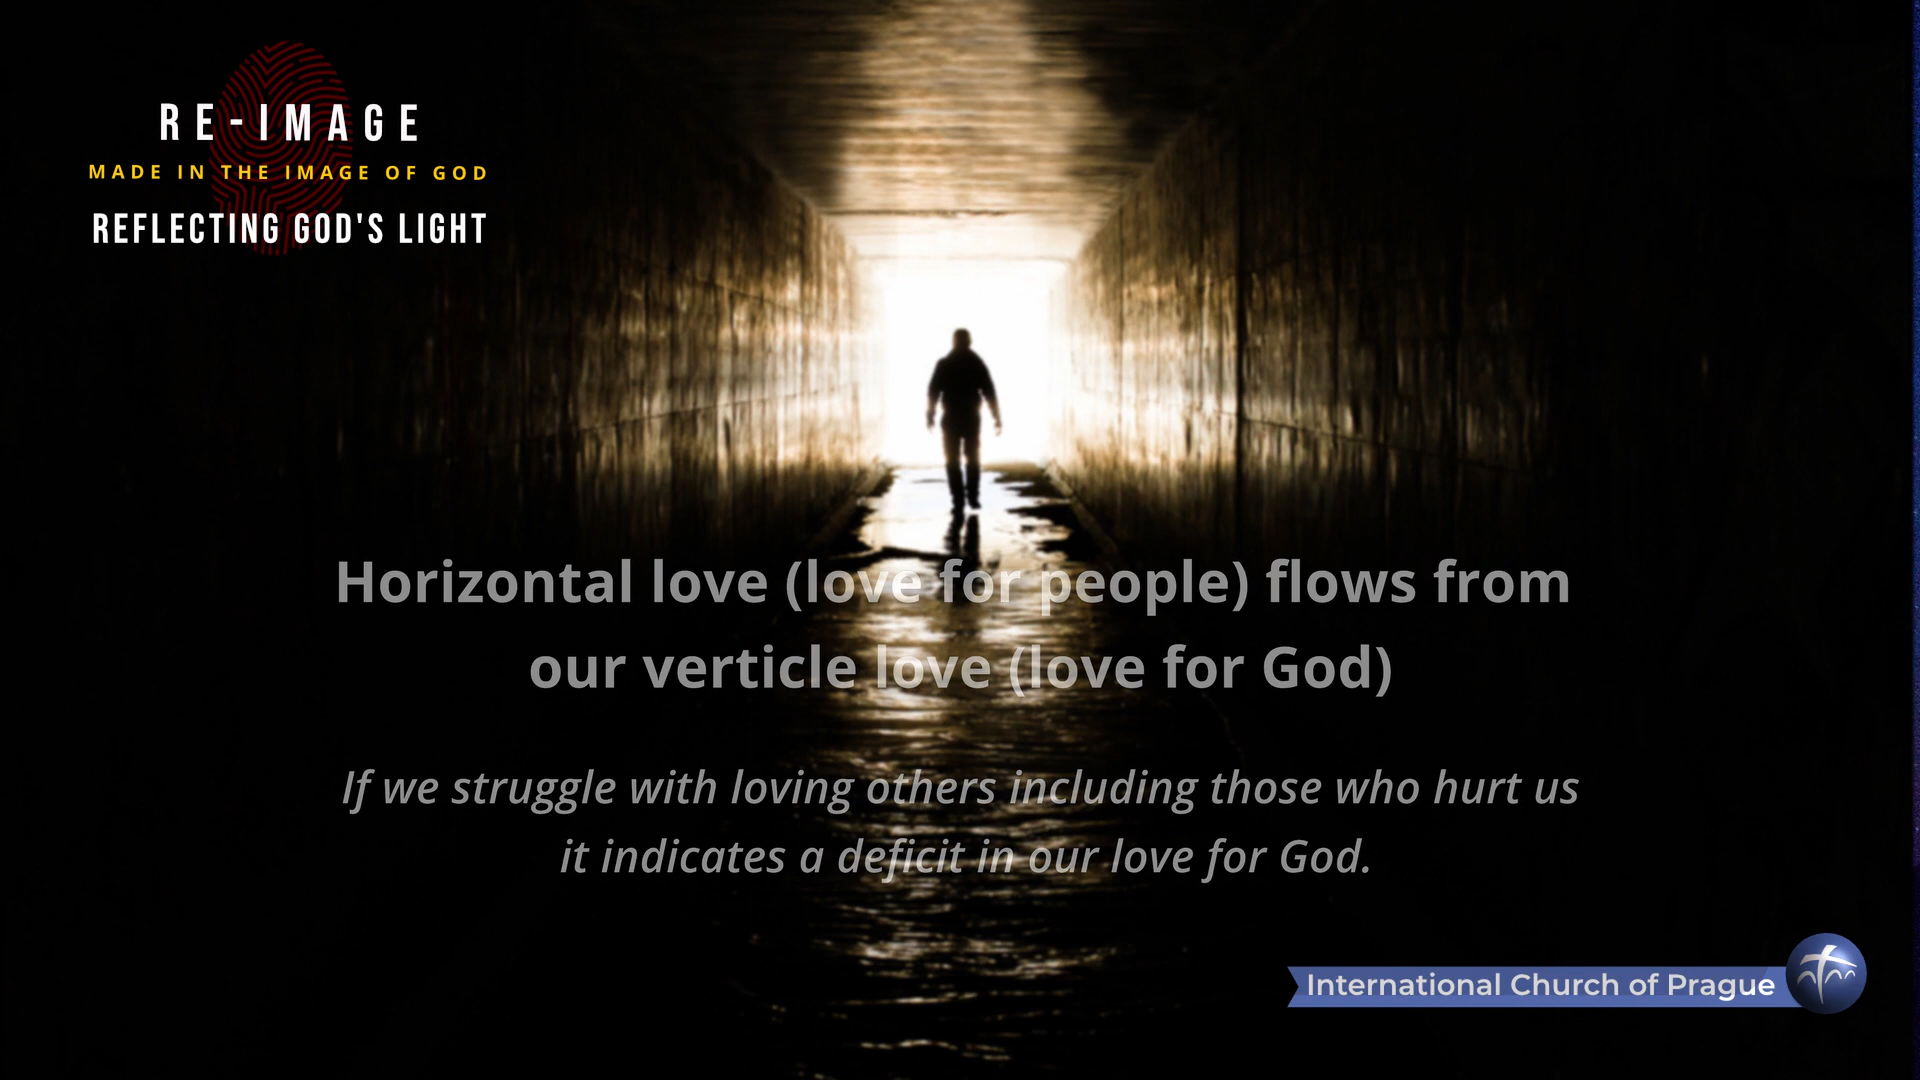 RE-IMAGE
MADE IN THE IMAGE OF GOD
REFLECTING GOD'S LIGHT
Horizontal love (love for people) flows from
our verticle love (love for God)
If we struggle with loving others including those who hurt us
it indicates a deficit in our love for God.
International Church of Prague